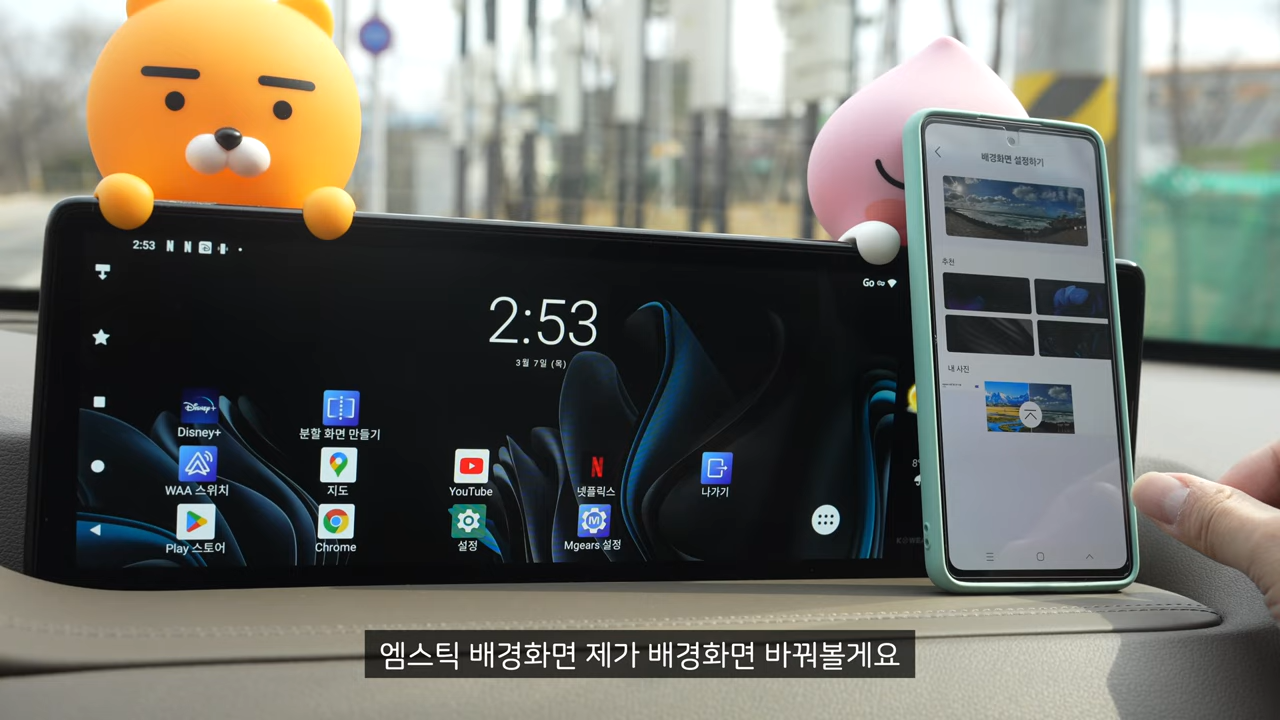 2:53
Go
2:53
3월 7일 (목)
Disney+
Disney+
분할 화면 만들기
WAA 스위치
지도
YouTube
넷플릭스
나가기
Play 스토어
Chrome
설정
Mgears 설정
8°
배경화면 설정하기
추천
내 사진
엠스틱 배경화면 제가 배경화면 바꿔볼게요